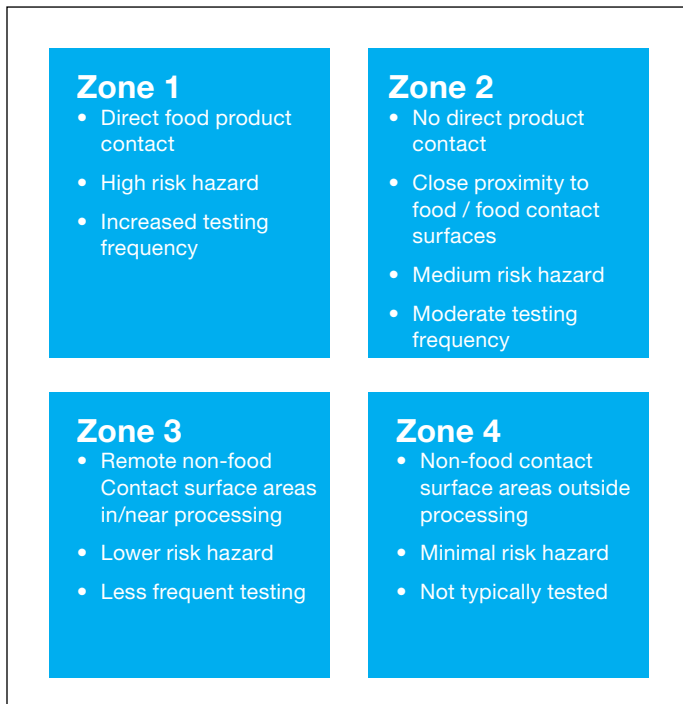 Zone 1
• Direct food product
contact
• High risk hazard
• Increased testing
frequency
Zone 2
• No direct product
contact
• Close proximity to
food / food contact
surfaces
• Medium risk hazard
• Moderate testing
frequency
Zone 3
• Remote non-food
Contact surface areas
in/near processing
• Lower risk hazard
• Less frequent testing
Zone 4
• Non-food contact
surface areas outside
processing
• Minimal risk hazard
• Not typically tested